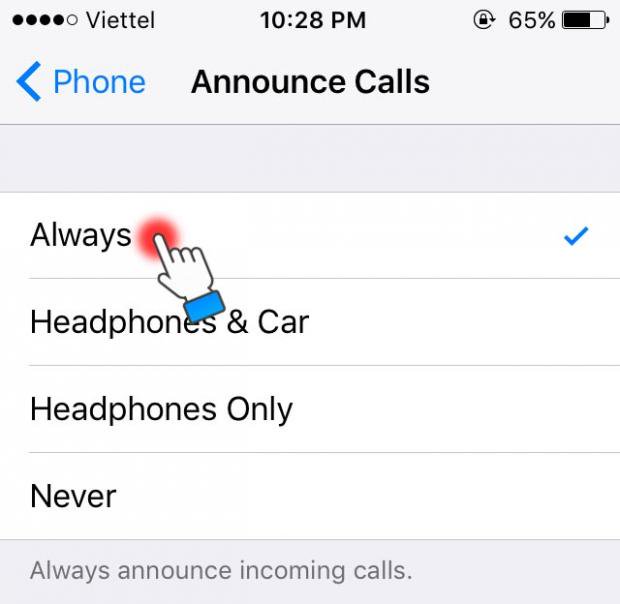 Viettel 10:28 PM 65%
Phone Announce Calls
Always
Headphones & Car
Headphones Only
Never
Always announce incoming calls.